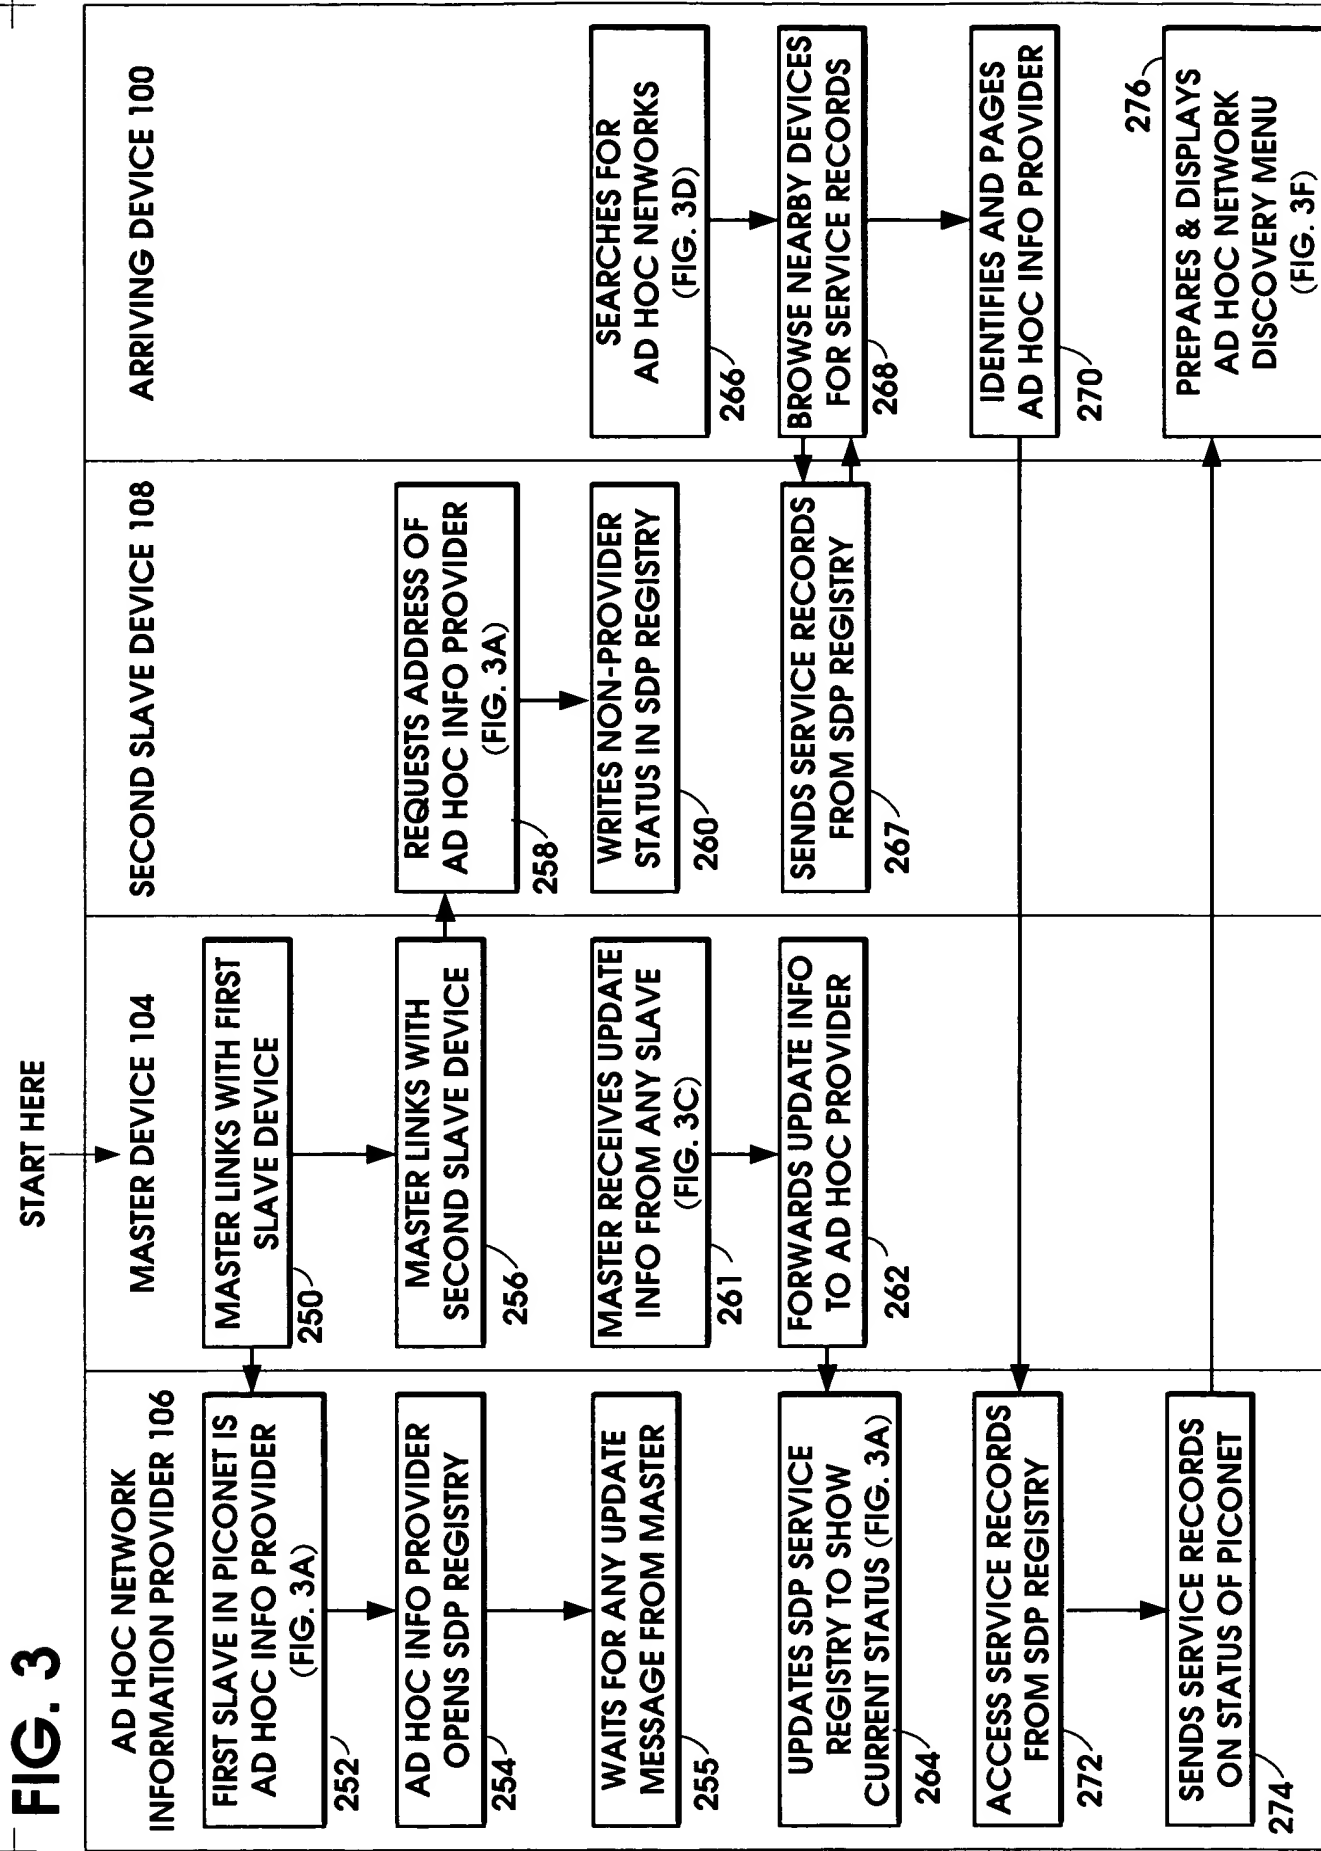 FIG. 3
START HERE
AD HOC NETWORK
INFORMATION PROVIDER 106
MASTER DEVICE 104
SECOND SLAVE DEVICE 108
ARRIVING DEVICE 100
FIRST SLAVE IN PICONET IS
AD HOC INFO PROVIDER
(FIG. 3A)
252
MASTER LINKS WITH FIRST
SLAVE DEVICE
250
AD HOC INFO PROVIDER
OPENS SDP REGISTRY
254
MASTER LINKS WITH
SECOND SLAVE DEVICE
256
REQUESTS ADDRESS OF
AD HOC INFO PROVIDER
(FIG. 3A)
258
WAITS FOR ANY UPDATE
MESSAGE FROM MASTER
255
MASTER RECEIVES UPDATE
INFO FROM ANY SLAVE
(FIG. 3C)
261
WRITES NON-PROVIDER
STATUS IN SDP REGISTRY
260
SEARCHES FOR
AD HOC NETWORKS
(FIG. 3D)
266
UPDATES SDP SERVICE
REGISTRY TO SHOW
CURRENT STATUS (FIG. 3A)
264
FORWARDS UPDATE INFO
TO AD HOC PROVIDER
262
SENDS SERVICE RECORDS
FROM SDP REGISTRY
267
BROWSE NEARBY DEVICES
FOR SERVICE RECORDS
268
ACCESS SERVICE RECORDS
FROM SDP REGISTRY
272
IDENTIFIES AND PAGES
AD HOC INFO PROVIDER
270
SENDS SERVICE RECORDS
ON STATUS OF PICONET
274
PREPARES & DISPLAYS
AD HOC NETWORK
DISCOVERY MENU
(FIG. 3F)
276